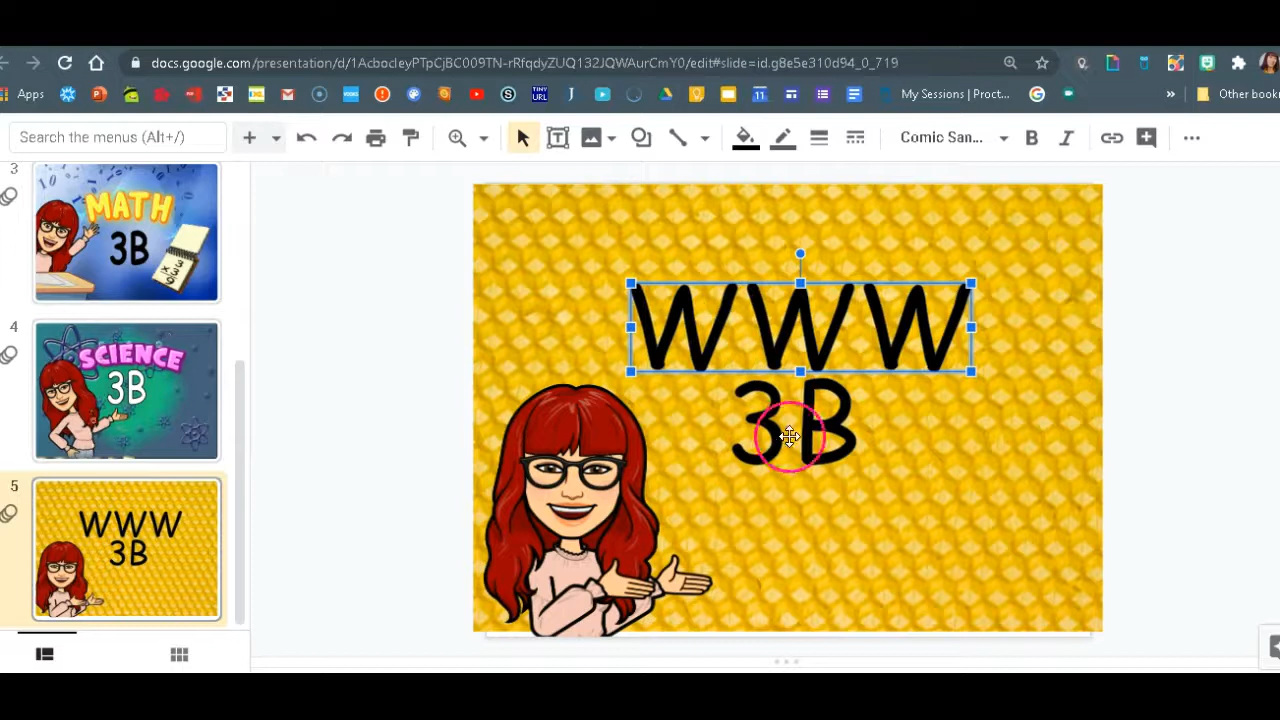 docs.google.com/presentation/d/1AcbocIeyPTpCjBC009TN-rRfqdyZUQ132JQWAurCmY0/edit#slide=id.g8e5e310d94_0_719
Apps
My Sessions | Proct...
»
Other book
Search the menus (Alt+/)
Comic San...
B
I
3
MATH
3B
4
SCIENCE
3B
5
WWW
3B
WWW
3B